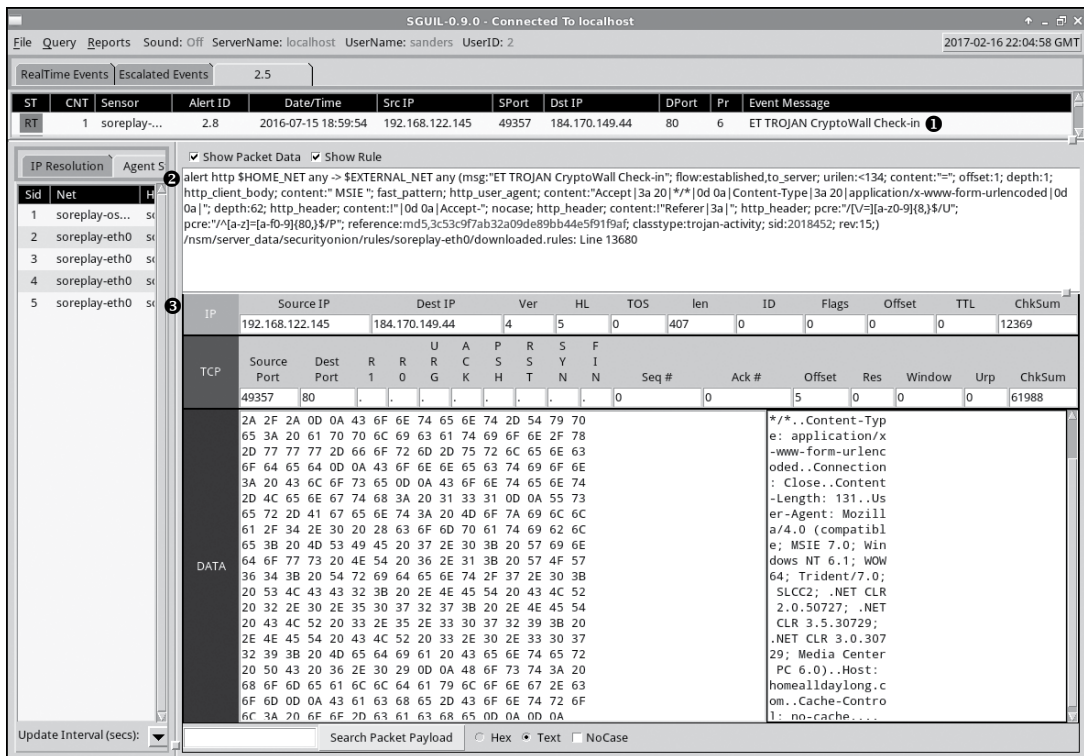 SGUIL-0.9.0 - Connected To localhost
File Query Reports Sound: Off ServerName: localhost UserName: sanders UserID: 2
2017-02-16 22:04:58 GMT
RealTime Events Escalated Events 2.5
ST CNT Sensor Alert ID Date/Time Src IP SPort Dst IP DPort Pr Event Message
RT 1 soreplay-... 2.8 2016-07-15 18:59:54 192.168.122.145 49357 184.170.149.44 80 6 ET TROJAN CryptoWall Check-in ❶
IP Resolution Agent S
Sid Net H
1 soreplay-os... so
2 soreplay-eth0 so
3 soreplay-eth0 so
4 soreplay-eth0 so
5 soreplay-eth0 so
Update Interval (secs):
Show Packet Data Show Rule
❷
alert http $HOME_NET any -> $EXTERNAL_NET any (msg:"ET TROJAN CryptoWall Check-in"; flow:established,to_server; urilen:<134; content:"="; offset:1; depth:1;
http_client_body; content:" MSIE "; fast_pattern; http_user_agent; content:"Accept|3a 20|*/*|0d 0a|Content-Type|3a 20|application/x-www-form-urlencoded|0d
0a|"; depth:62; http_header; content:!"|0d 0a|Accept-"; nocase; http_header; content:!"Referer|3a|"; http_header; pcre:"/[\/=][a-z0-9]{8,}$/U";
pcre:"/^[a-z]=[a-f0-9]{80,}$/P"; reference:md5,3c53c9f7ab32a09de89bb44e5f91f9af; classtype:trojan-activity; sid:2018452; rev:15;)
/nsm/server_data/securityonion/rules/soreplay-eth0/downloaded.rules: Line 13680
❸
IP
Source IP Dest IP Ver HL TOS len ID Flags Offset TTL ChkSum
192.168.122.145 184.170.149.44 4 5 0 407 0 0 0 0 12369
TCP
U A P R S F
Source Dest R R R C S S Y I
Port Port 1 0 G K H T N N Seq # Ack # Offset Res Window Urp ChkSum
49357 80 . . . . . . . . 0 0 5 0 0 0 61988
DATA
2A 2F 2A 0D 0A 43 6F 6E 74 65 6E 74 2D 54 79 70 */*..Content-Typ
65 3A 20 61 70 70 6C 69 63 61 74 69 6F 6E 2F 78 e: application/x
2D 77 77 77 2D 66 6F 72 6D 2D 75 72 6C 65 6E 63 -www-form-urlenc
6F 64 65 64 0D 0A 43 6F 6E 6E 65 63 74 69 6F 6E oded..Connection
3A 20 43 6C 6F 73 65 0D 0A 43 6F 6E 74 65 6E 74 : Close..Content
2D 4C 65 6E 67 74 68 3A 20 31 33 31 0D 0A 55 73 -Length: 131..Us
65 72 2D 41 67 65 6E 74 3A 20 4D 6F 7A 69 6C 6C er-Agent: Mozill
61 2F 34 2E 30 20 28 63 6F 6D 70 61 74 69 62 6C a/4.0 (compatibl
65 3B 20 4D 53 49 45 20 37 2E 30 3B 20 57 69 6E e; MSIE 7.0; Win
64 6F 77 73 20 4E 54 20 36 2E 31 3B 20 57 4F 57 dows NT 6.1; WOW
36 34 3B 20 54 72 69 64 65 6E 74 2F 37 2E 30 3B 64; Trident/7.0;
20 53 4C 43 43 32 3B 20 2E 4E 45 54 20 43 4C 52 SLCC2; .NET CLR
20 32 2E 30 2E 35 30 37 32 37 3B 20 2E 4E 45 54 2.0.50727; .NET
20 43 4C 52 20 33 2E 35 2E 33 30 37 32 39 3B 20 CLR 3.5.30729;
2E 4E 45 54 20 43 4C 52 20 33 2E 30 2E 33 30 37 .NET CLR 3.0.307
32 39 3B 20 4D 65 64 69 61 20 43 65 6E 74 65 72 29; Media Center
20 50 43 20 36 2E 30 29 0D 0A 48 6F 73 74 3A 20 PC 6.0)..Host:
68 6F 6D 65 61 6C 6C 64 61 79 6C 6F 6E 67 2E 63 homealldaylong.c
6F 6D 0D 0A 43 61 63 68 65 2D 43 6F 6E 74 72 6F om..Cache-Contro
6C 3A 20 6E 6F 2D 63 61 63 68 65 0D 0A 0D 0A l: no-cache....
Search Packet Payload Hex Text NoCase